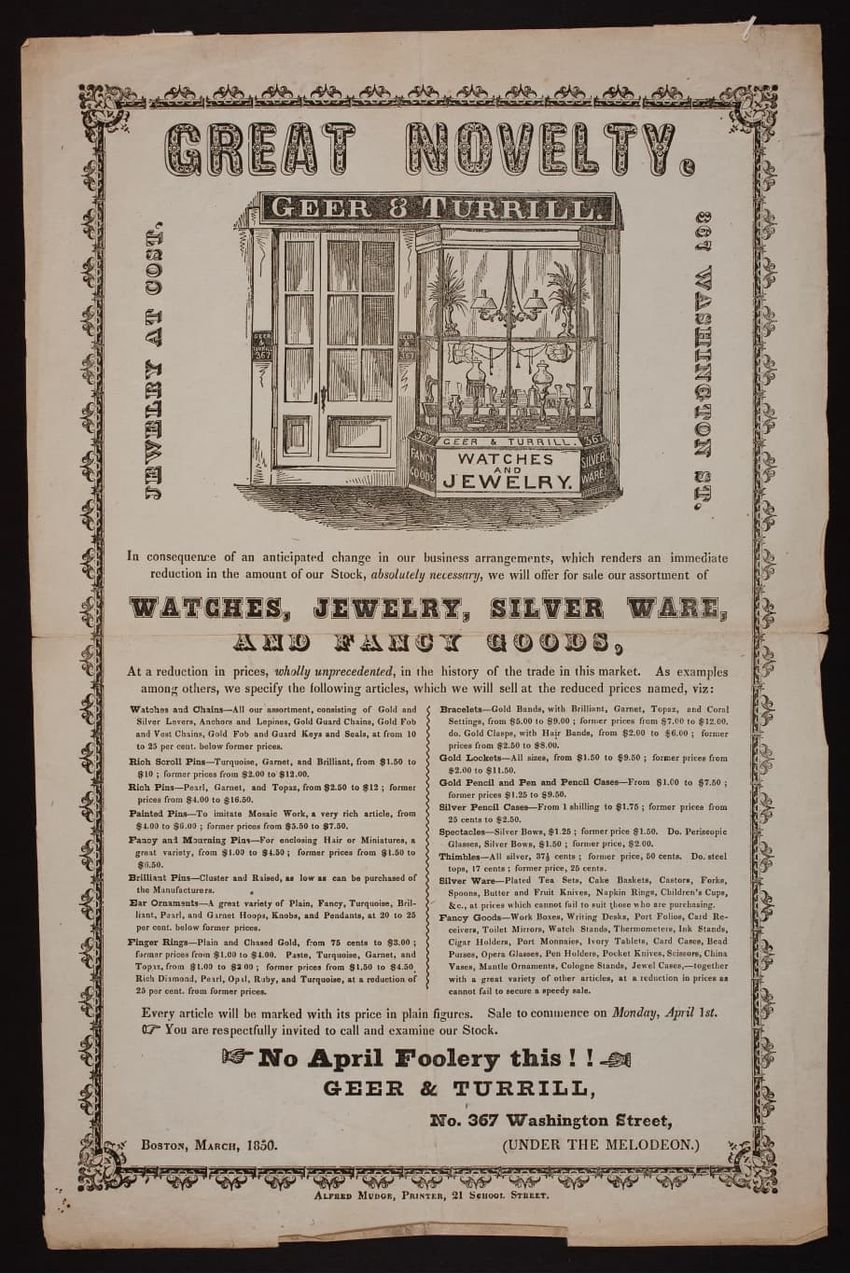 GREAT NOVELTY.
JEWELRY AT COST.
GEER & TURRILL.
GEER & TURRILL 367
GEER & TURRILL 367
367 GEER & TURRILL. 367
FANCY GOODS
WATCHES
AND
JEWELRY.
SILVER WARE
367 WASHINGTON ST.
In consequence of an anticipated change in our business arrangements, which renders an immediate
reduction in the amount of our Stock, absolutely necessary, we will offer for sale our assortment of
WATCHES, JEWELRY, SILVER WARE,
AND FANCY GOODS,
At a reduction in prices, wholly unprecedented, in the history of the trade in this market. As examples
among others, we specify the following articles, which we will sell at the reduced prices named, viz:
Watches and Chains—All our assortment, consisting of Gold and
Silver Levers, Anchors and Lepines, Gold Guard Chains, Gold Fob
and Vest Chains, Gold Fob and Guard Keys and Seals, at from 10
to 25 per cent. below former prices.
Rich Scroll Pins—Turquoise, Garnet, and Brilliant, from $1.50 to
$10 ; former prices from $2.00 to $12.00.
Rich Pins—Pearl, Garnet, and Topaz, from $2.50 to $12 ; former
prices from $4.00 to $16.50.
Painted Pins—To imitate Mosaic Work, a very rich article, from
$4.00 to $6.00 ; former prices from $5.50 to $7.50.
Fancy and Mourning Pins—For enclosing Hair or Miniatures, a
great variety, from $1.00 to $4.50 ; former prices from $1.50 to
$6.50.
Brilliant Pins—Cluster and Raised, as low as can be purchased of
the Manufacturers.
Ear Ornaments—A great variety of Plain, Fancy, Turquoise, Bril-
liant, Pearl, and Garnet Hoops, Knobs, and Pendants, at 20 to 25
per cent. below former prices.
Finger Rings—Plain and Chased Gold, from 75 cents to $3.00 ;
former prices from $1.00 to $4.00. Paste, Turquoise, Garnet, and
Topaz, from $1.00 to $3 00 ; former prices from $1.50 to $4.50.
Rich Diamond, Pearl, Opal, Ruby, and Turquoise, at a reduction of
25 per cent. from former prices.
Bracelets—Gold Bands, with Brilliant, Garnet, Topaz, and Coral
Settings, from $5.00 to $9.00 ; former prices from $7.00 to $12.00.
do. Gold Clasps, with Hair Bands, from $2.00 to $6.00 ; former
prices from $2.50 to $8.00.
Gold Lockets—All sizes, from $1.50 to $9.50 ; former prices from
$2.00 to $11.50.
Gold Pencil and Pen and Pencil Cases—From $1.00 to $7.50 ;
former prices $1.25 to $9.50.
Silver Pencil Cases—From 1 shilling to $1.75 ; former prices from
25 cents to $2.50.
Spectacles—Silver Bows, $1.25 ; former price $1.50. Do. Periscopic
Glasses, Silver Bows, $1.50 ; former price, $2.00.
Thimbles—All silver, 37½ cents ; former price, 50 cents. Do. steel
tops, 17 cents ; former price, 25 cents.
Silver Ware—Plated Tea Sets, Cake Baskets, Castors, Forks,
Spoons, Butter and Fruit Knives, Napkin Rings, Children's Cups,
&c., at prices which cannot fail to suit those who are purchasing.
Fancy Goods—Work Boxes, Writing Desks, Port Folios, Card Re-
ceivers, Toilet Mirrors, Watch Stands, Thermometers, Ink Stands,
Cigar Holders, Port Monnaies, Ivory Tablets, Card Cases, Bead
Purses, Opera Glasses, Pen Holders, Pocket Knives, Scissors, China
Vases, Mantle Ornaments, Cologne Stands, Jewel Cases,—together
with a great variety of other articles, at a reduction in prices as
cannot fail to secure a speedy sale.
Every article will be marked with its price in plain figures. Sale to commence on Monday, April 1st.
☞ You are respectfully invited to call and examine our Stock.
☞ No April Foolery this ! ! ☜
GEER & TURRILL,
No. 367 Washington Street,
BOSTON, MARCH, 1850.
(UNDER THE MELODEON.)
ALFRED MUDGE, PRINTER, 21 SCHOOL STREET.